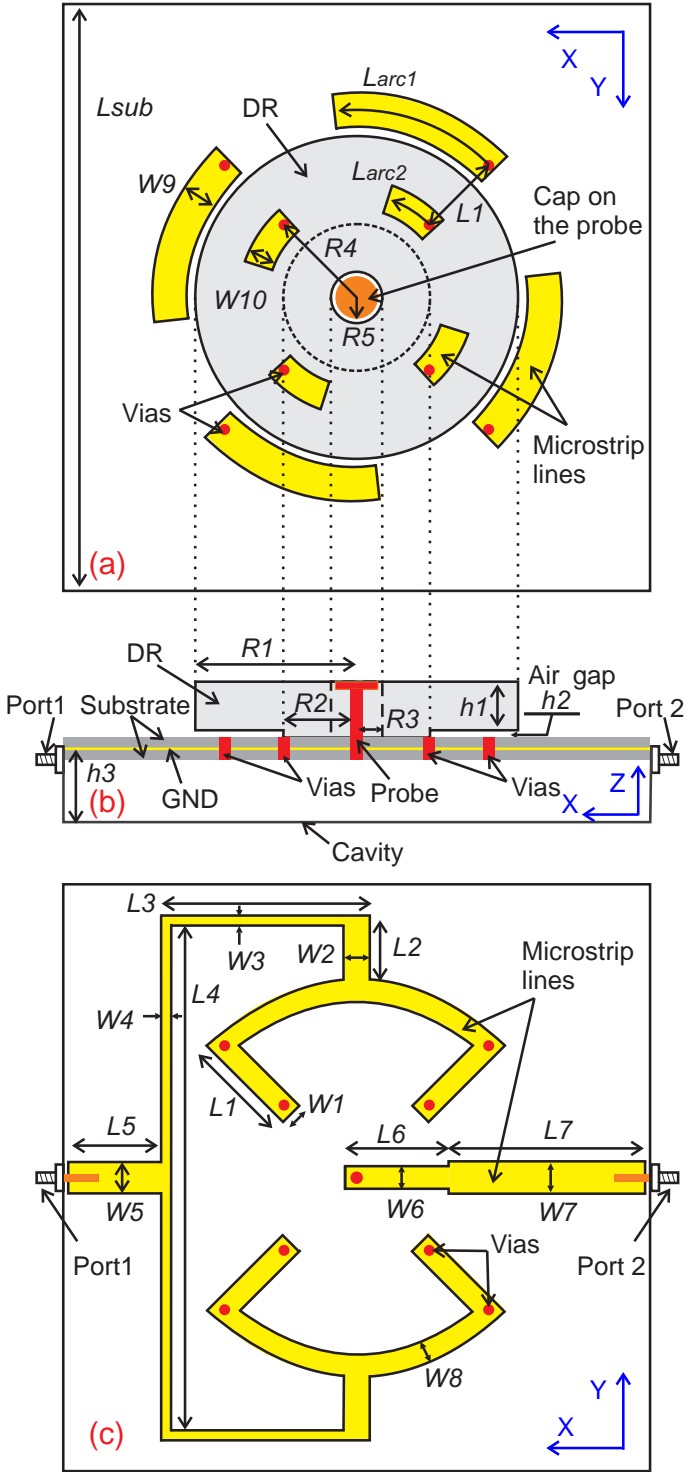 X
Y
Lsub
DR
Larc1
W9
Larc2
L1
Cap on
the probe
R4
W10
R5
Vias
Microstrip
lines
(a)
DR
R1
Air gap
Port1
Substrate
R2
R3
h1
h2
Port 2
h3
GND
Vias
Probe
Vias
Z
X
(b)
Cavity
L3
W3
W2
L2
Microstrip
lines
L4
W4
L1
W1
L5
L6
L7
W5
W6
W7
Port1
Vias
Port 2
W8
Y
X
(c)